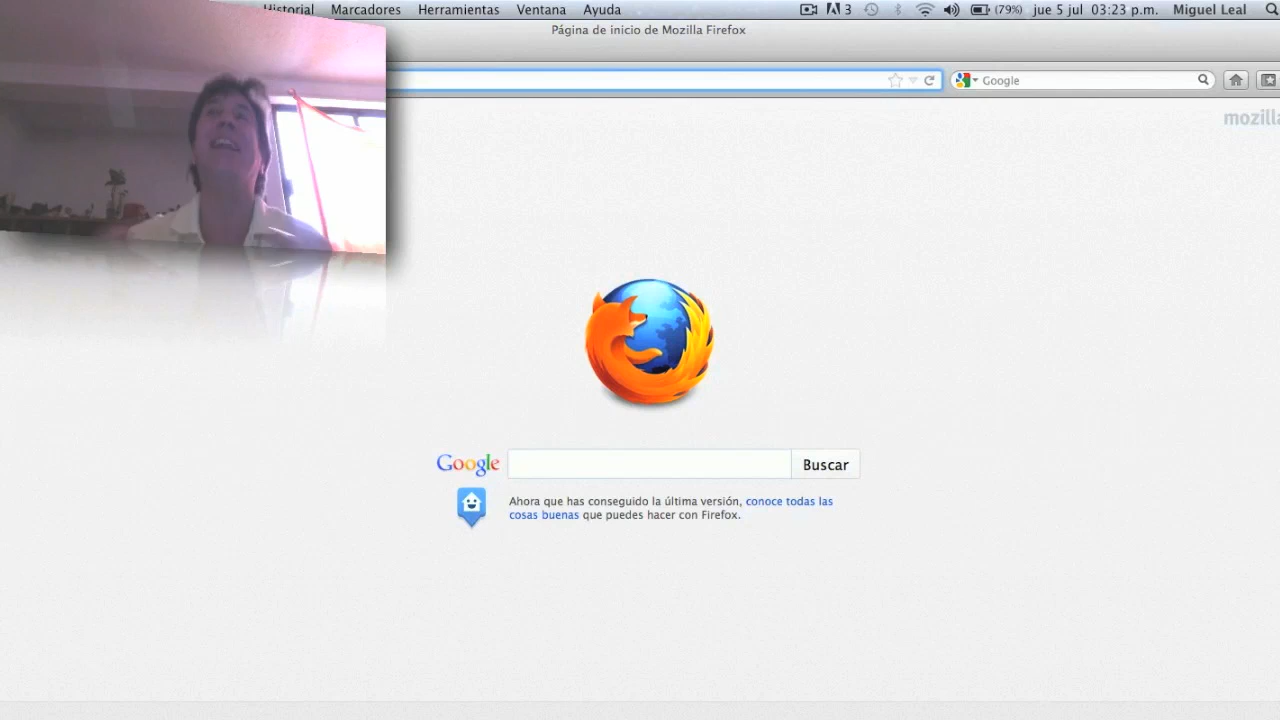 Historial Marcadores Herramientas Ventana Ayuda 3 (79%) jue 5 jul 03:23 p.m. Miguel Leal
Página de inicio de Mozilla Firefox
Google
mozilla
Google Buscar
Ahora que has conseguido la última versión, conoce todas las
cosas buenas que puedes hacer con Firefox.